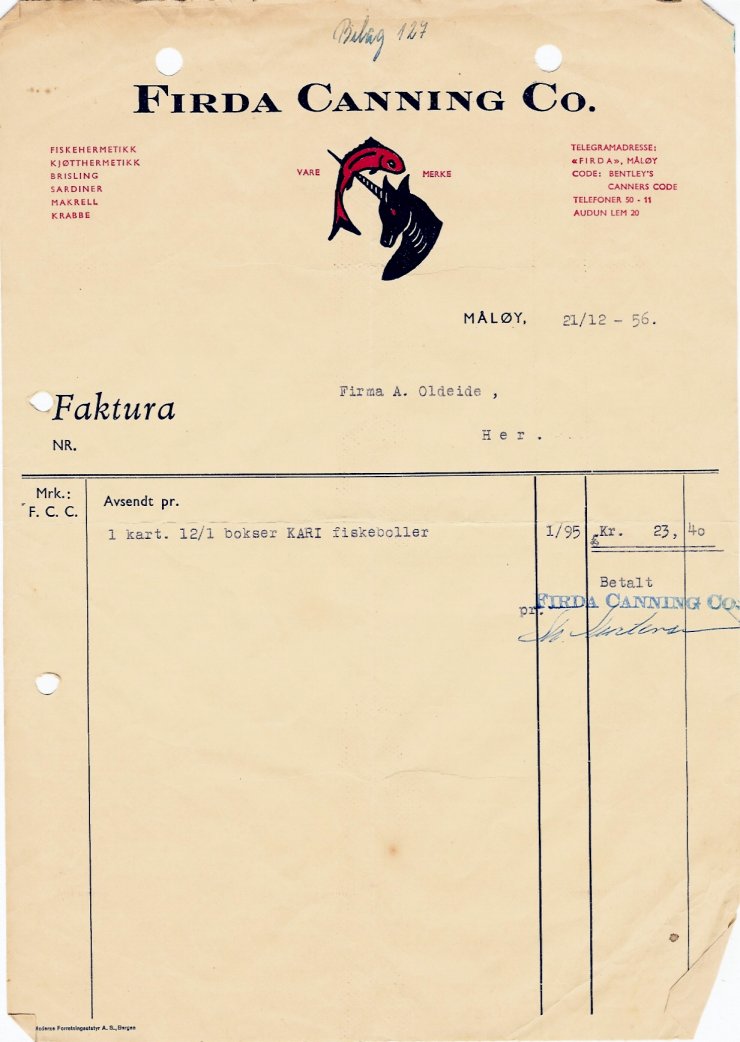 Bilag 127
FIRDA CANNING CO.
FISKEHERMETIKK
KJØTTHERMETIKK
BRISLING
SARDINER
MAKRELL
KRABBE
VARE MERKE
TELEGRAMADRESSE:
«FIRDA», MÅLØY
CODE: BENTLEY'S
CANNERS CODE
TELEFONER 50 - 11
AUDUN LEM 20
MÅLØY, 21/12 - 56.
Firma A. Oldeide ,
Her.
Faktura
NR.
Mrk.:
F. C. C.
Avsendt pr.
1 kart. 12/1 bokser KARI fiskeboller 1/95 Kr. 23, 40
Betalt
pr. FIRDA CANNING CO.
Moderne Forretningsutstyr A. S., Bergen